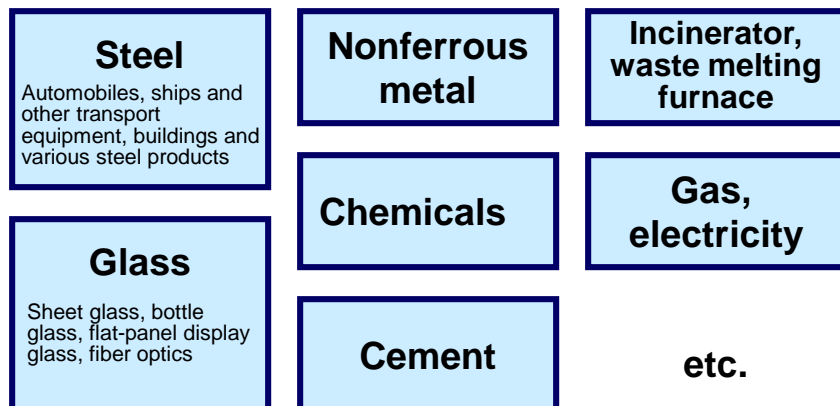 Steel
Automobiles, ships and
other transport
equipment, buildings and
various steel products
Glass
Sheet glass, bottle
glass, flat-panel display
glass, fiber optics
Nonferrous
metal
Chemicals
Cement
Incinerator,
waste melting
furnace
Gas,
electricity
etc.